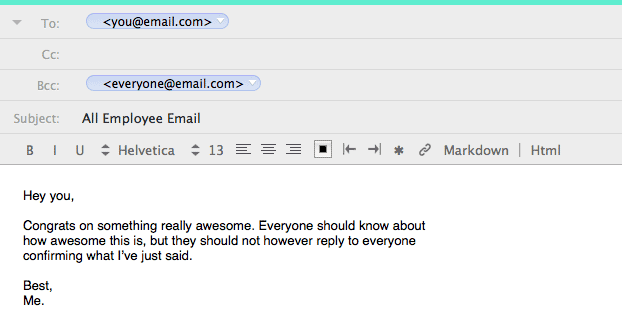 To: <you@email.com>
Cc:
Bcc: <everyone@email.com>
Subject: All Employee Email
B I U Helvetica 13 Markdown | Html
Hey you,
Congrats on something really awesome. Everyone should know about
how awesome this is, but they should not however reply to everyone
confirming what I've just said.
Best,
Me.